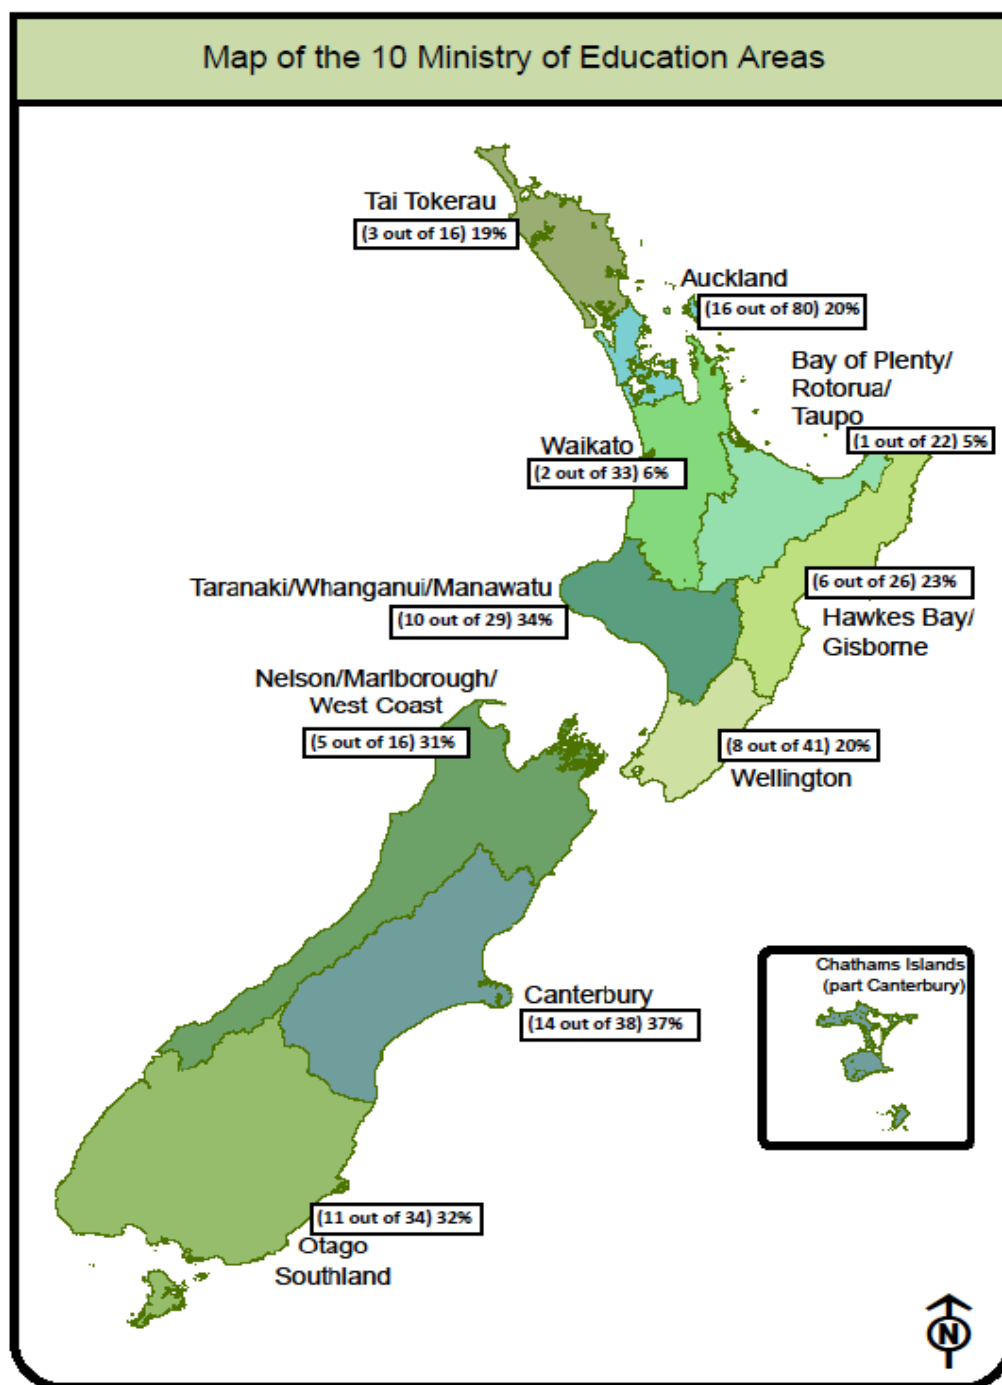 Map of the 10 Ministry of Education Areas
Tai Tokerau
(3 out of 16) 19%
Auckland
(16 out of 80) 20%
Bay of Plenty/
Rotorua/
Taupo
(1 out of 22) 5%
Waikato
(2 out of 33) 6%
Taranaki/Whanganui/Manawatu
(10 out of 29) 34%
(6 out of 26) 23%
Hawkes Bay/
Gisborne
Nelson/Marlborough/
West Coast
(5 out of 16) 31%
(8 out of 41) 20%
Wellington
Chathams Islands
(part Canterbury)
Canterbury
(14 out of 38) 37%
(11 out of 34) 32%
Otago
Southland
N